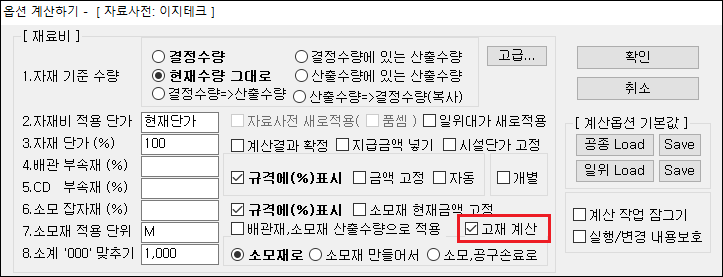 옵션 계산하기 - [ 자료사전: 이지테크 ]
[ 재료비 ]
1.자재 기준 수량
결정수량 결정수량에 있는 산출수량
현재수량 그대로 산출수량에 있는 산출수량
결정수량=>산출수량 산출수량=>결정수량(복사)
고급...
확인
취소
2.자재비 적용 단가 현재단가 자료사전 새로적용( 품셈 ) 일위대가 새로적용
3.자재 단가 (%) 100 계산결과 확정 지급금액 넣기 시설단가 고정
4.배관 부속재 (%)
5.CD 부속재 (%) 규격에(%)표시 금액 고정 자동 개별
6.소모 잡자재 (%) 규격에(%)표시 소모재 현재금액 고정
7.소모재 적용 단위 M 배관재,소모재 산출수량으로 적용 고재 계산
8.소계 '000' 맞추기 1,000 소모재로 소모재 만들어서 소모,공구손료로
[ 계산옵션 기본값 ]
공종 Load Save
일위 Load Save
계산 작업 잠그기
실행/변경 내용보호